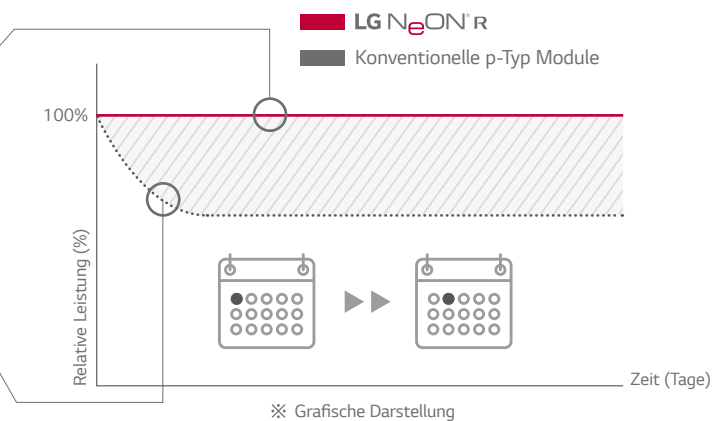 LG NeON® R
Konventionelle p-Typ Module
100%
Relative Leistung (%)
Zeit (Tage)
※ Grafische Darstellung